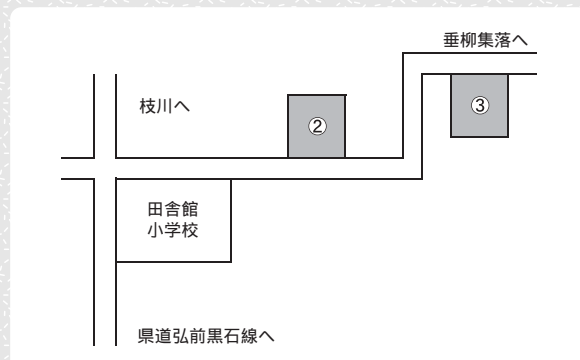 垂柳集落へ
枝川へ
②
③
田舎館
小学校
県道弘前黒石線へ